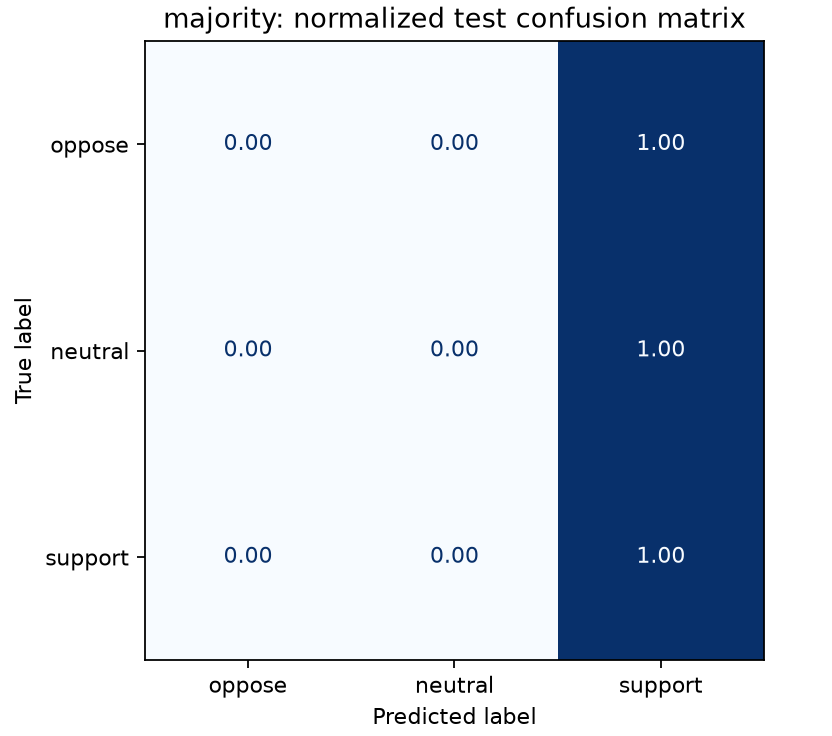 majority: normalized test confusion matrix
oppose 0.00 0.00 1.00
neutral 0.00 0.00 1.00
support 0.00 0.00 1.00
True label
oppose neutral support
Predicted label